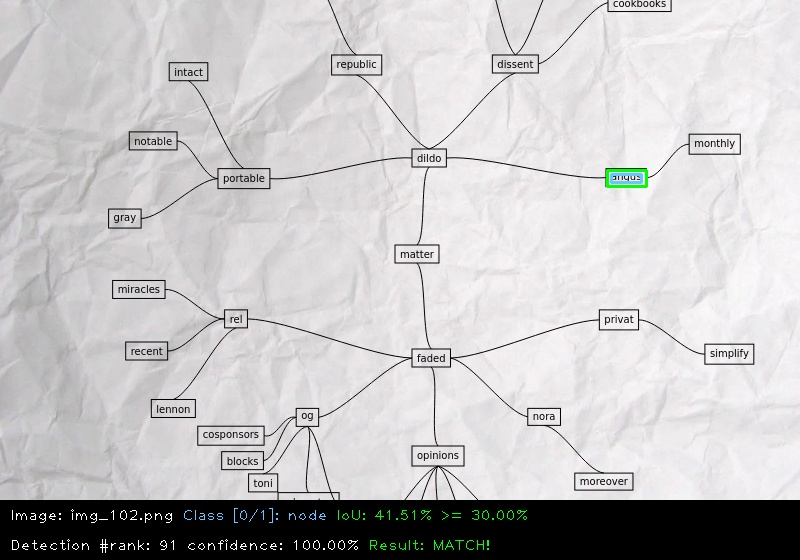 cookbooks
republic
dissent
intact
notable
monthly
dildo
portable
angus
gray
matter
miracles
rel
privat
recent
faded
simplify
lennon
og
nora
cosponsors
opinions
blocks
toni
moreover
Image: img_102.png Class [0/1]: node IoU: 41.51% >= 30.00%
Detection #rank: 91 confidence: 100.00% Result: MATCH!